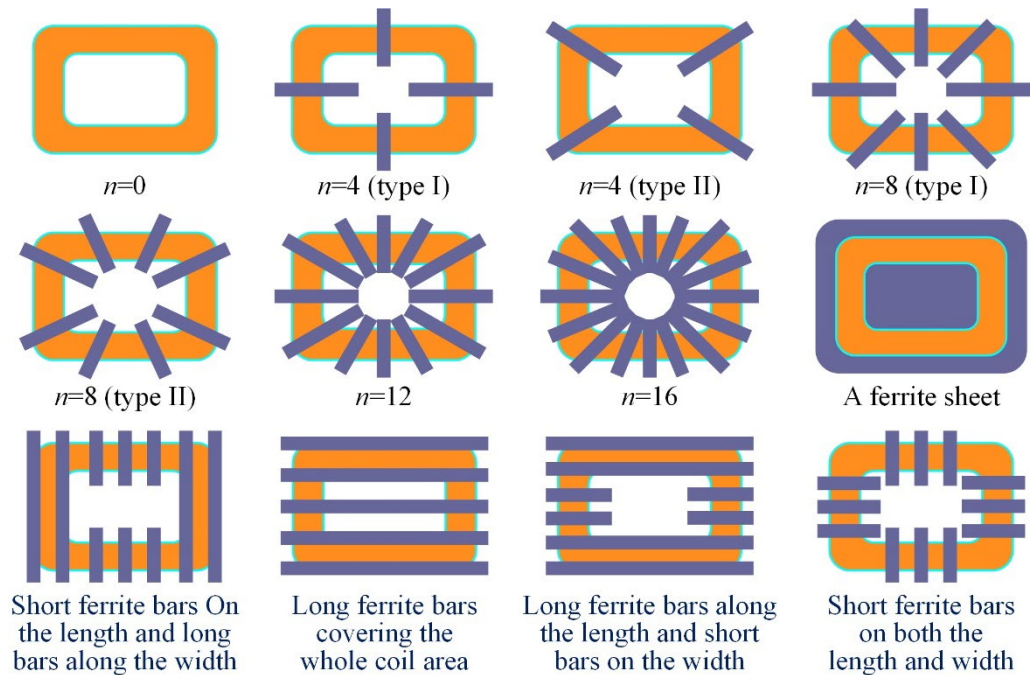 n=0
n=4 (type I)
n=4 (type II)
n=8 (type I)
n=8 (type II)
n=12
n=16
A ferrite sheet
Short ferrite bars On
the length and long
bars along the width
Long ferrite bars
covering the
whole coil area
Long ferrite bars along
the length and short
bars on the width
Short ferrite bars
on both the
length and width